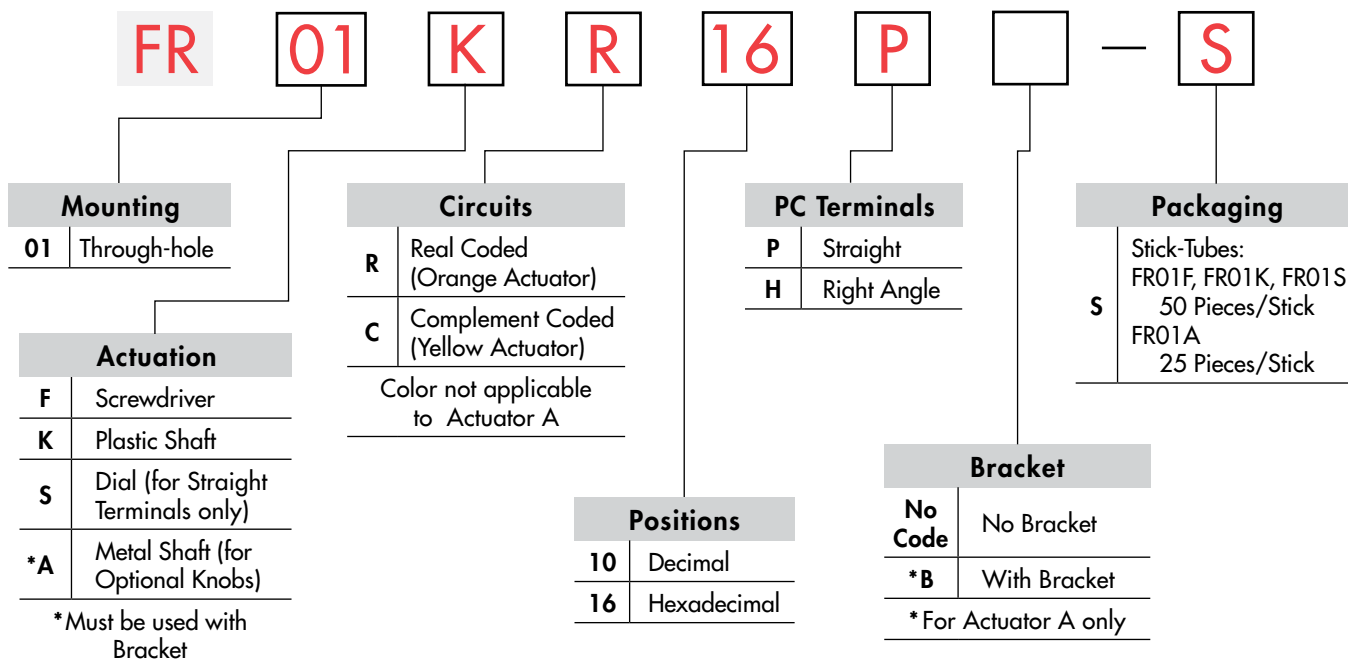 FR 01 K R 16 P — S
Mounting
01 Through-hole
Actuation
F Screwdriver
K Plastic Shaft
S Dial (for Straight
Terminals only)
*A Metal Shaft (for
Optional Knobs)
*Must be used with
Bracket
Circuits
R Real Coded
(Orange Actuator)
C Complement Coded
(Yellow Actuator)
Color not applicable
to Actuator A
Positions
10 Decimal
16 Hexadecimal
PC Terminals
P Straight
H Right Angle
Bracket
No
Code No Bracket
*B With Bracket
*For Actuator A only
Packaging
S Stick-Tubes:
FR01F, FR01K, FR01S
50 Pieces/Stick
FR01A
25 Pieces/Stick